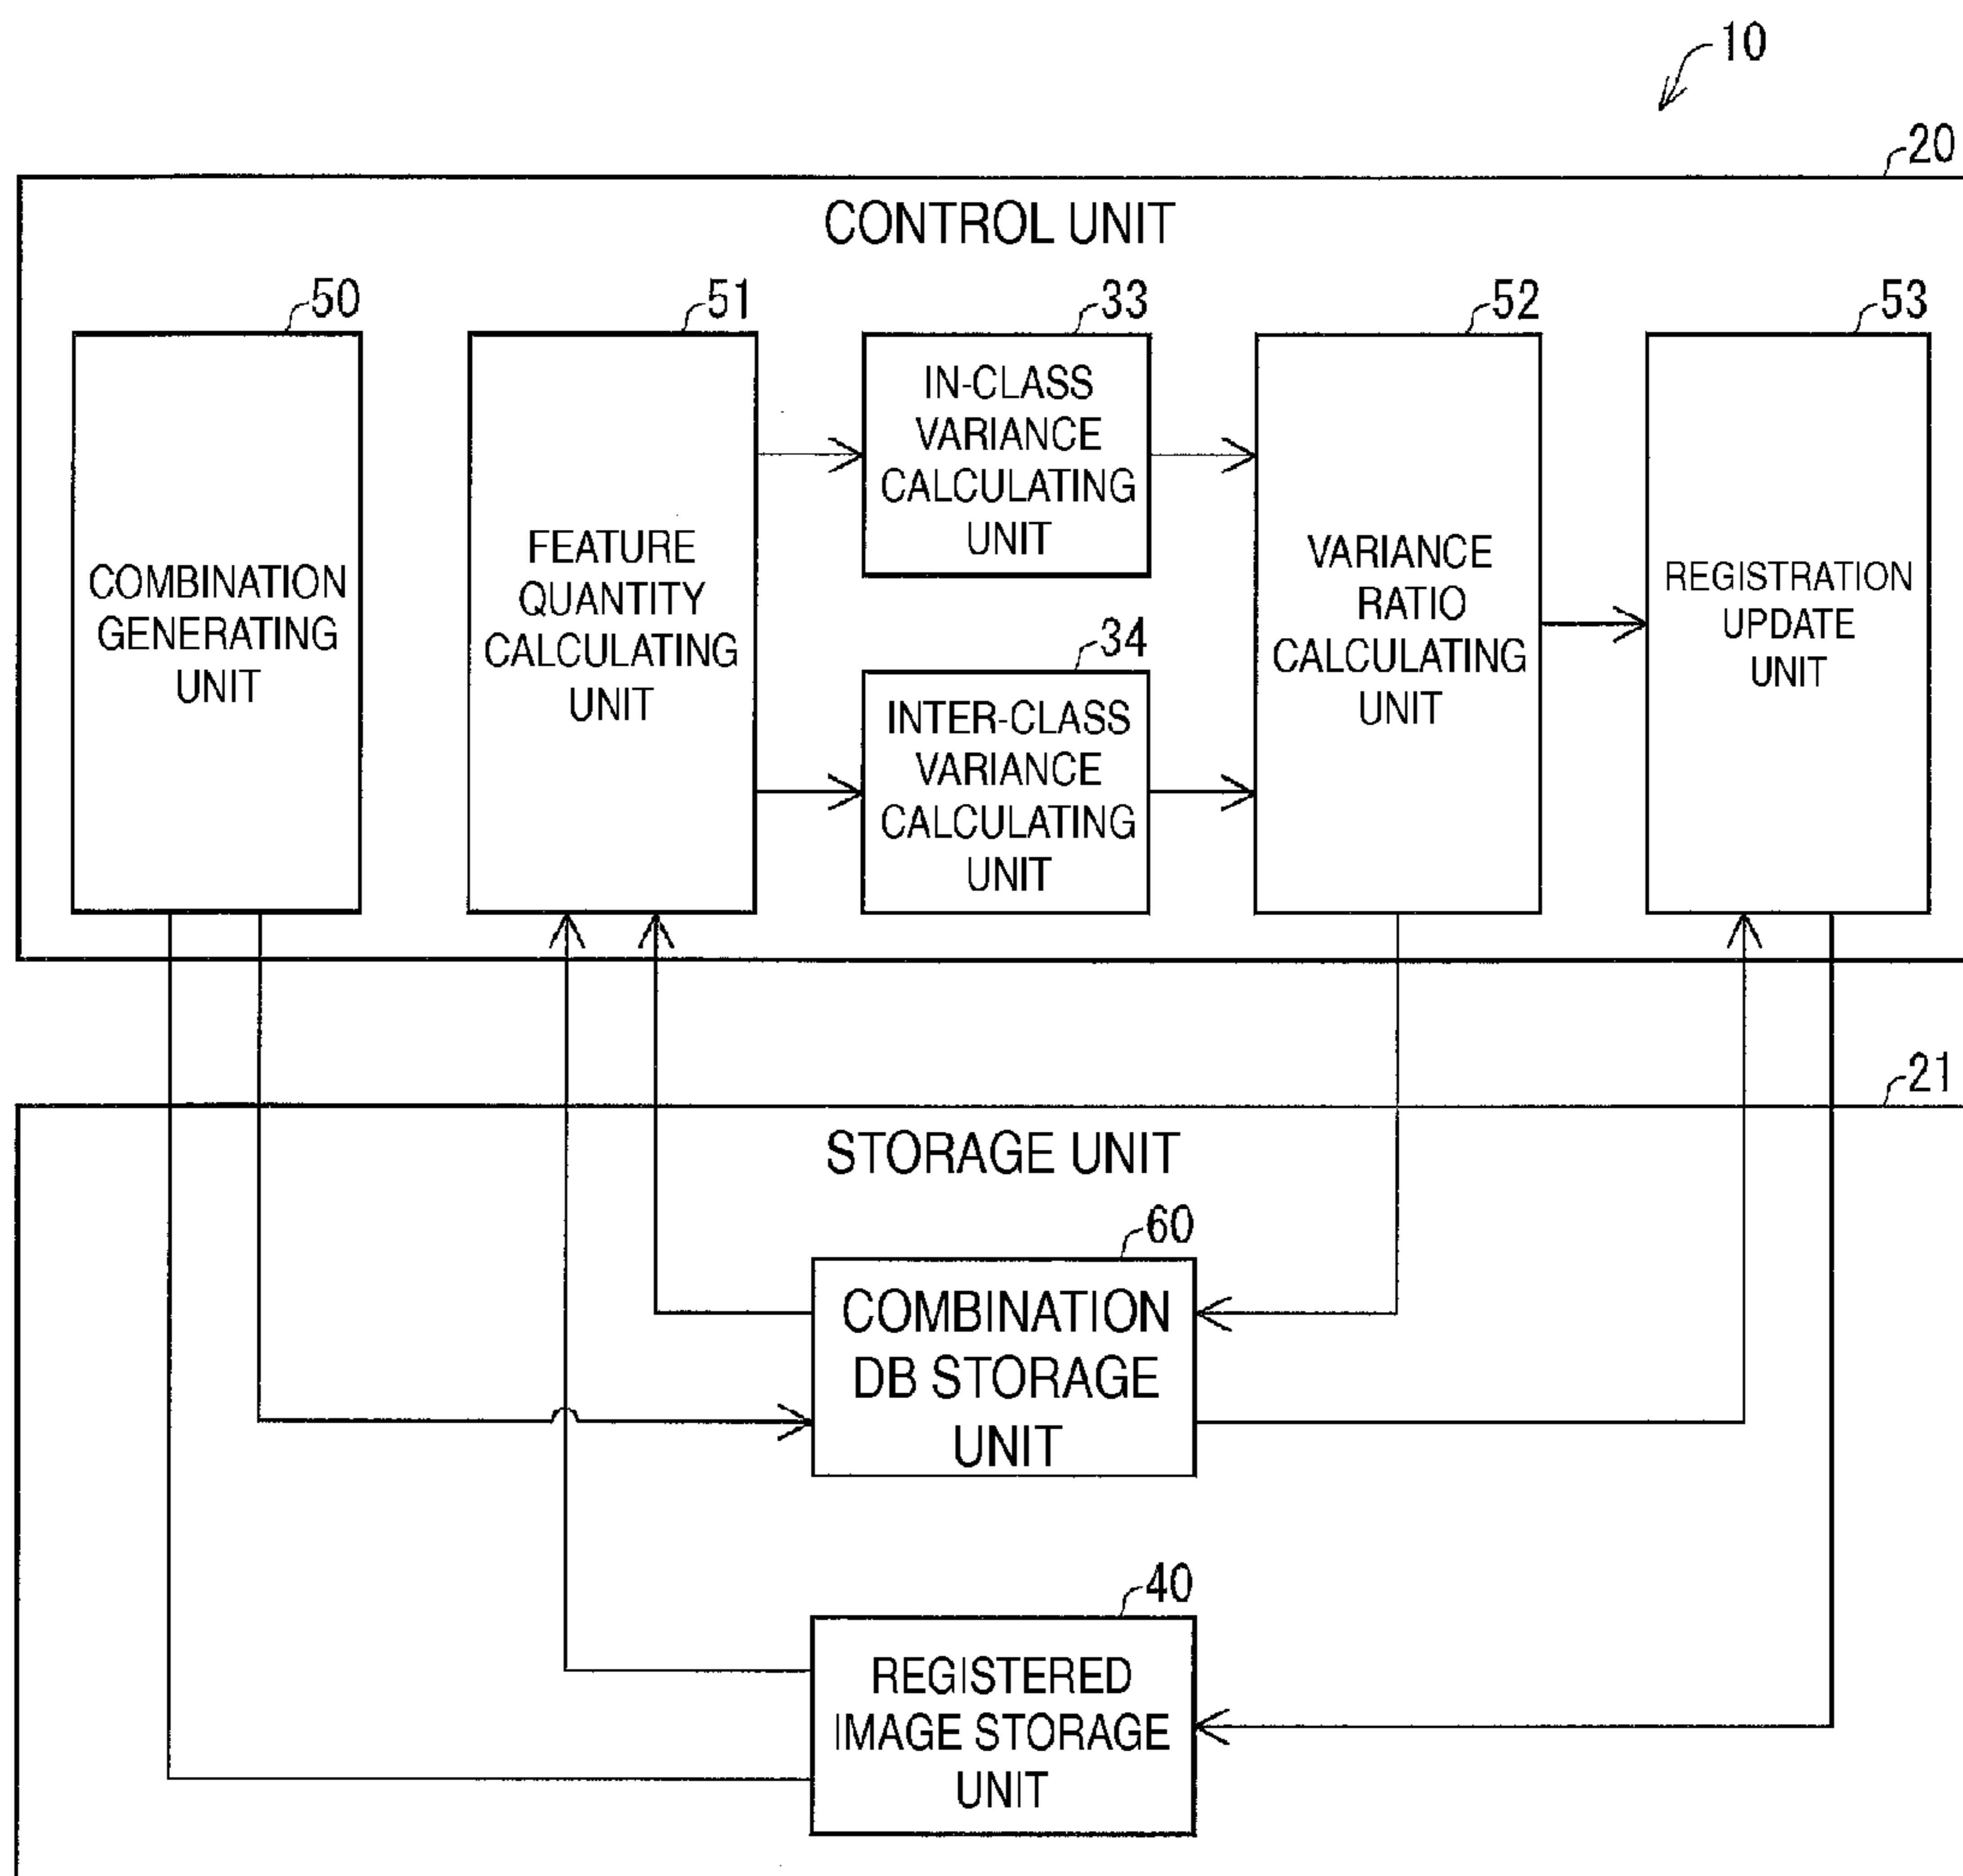 10
20
CONTROL UNIT
50
51
33
52
53
COMBINATION
GENERATING
UNIT
FEATURE
QUANTITY
CALCULATING
UNIT
IN-CLASS
VARIANCE
CALCULATING
UNIT
34
INTER-CLASS
VARIANCE
CALCULATING
UNIT
VARIANCE
RATIO
CALCULATING
UNIT
REGISTRATION
UPDATE
UNIT
21
STORAGE UNIT
60
COMBINATION
DB STORAGE
UNIT
40
REGISTERED
IMAGE STORAGE
UNIT